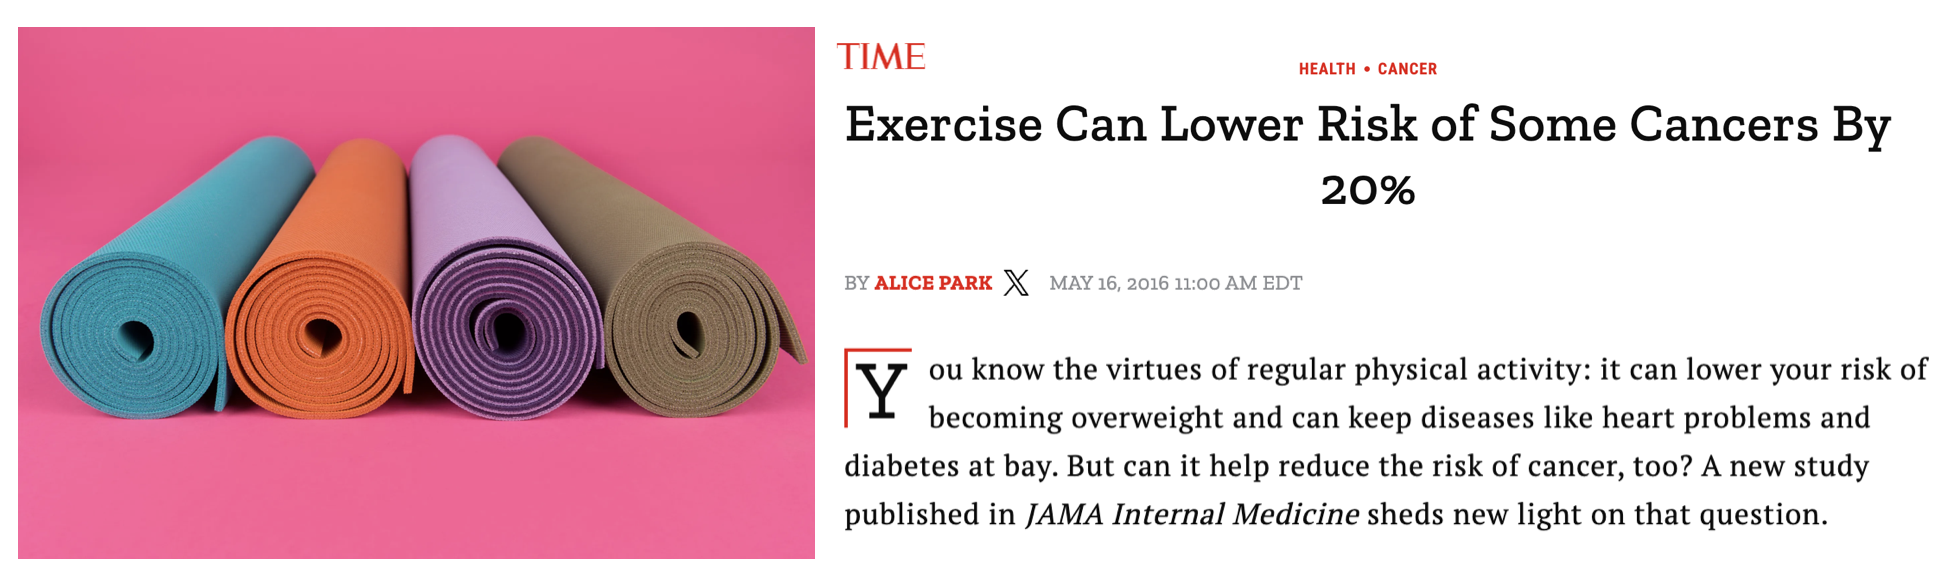 TIME
HEALTH • CANCER
Exercise Can Lower Risk of Some Cancers By
20%
BY ALICE PARK X MAY 16, 2016 11:00 AM EDT
You know the virtues of regular physical activity: it can lower your risk of
becoming overweight and can keep diseases like heart problems and
diabetes at bay. But can it help reduce the risk of cancer, too? A new study
published in JAMA Internal Medicine sheds new light on that question.